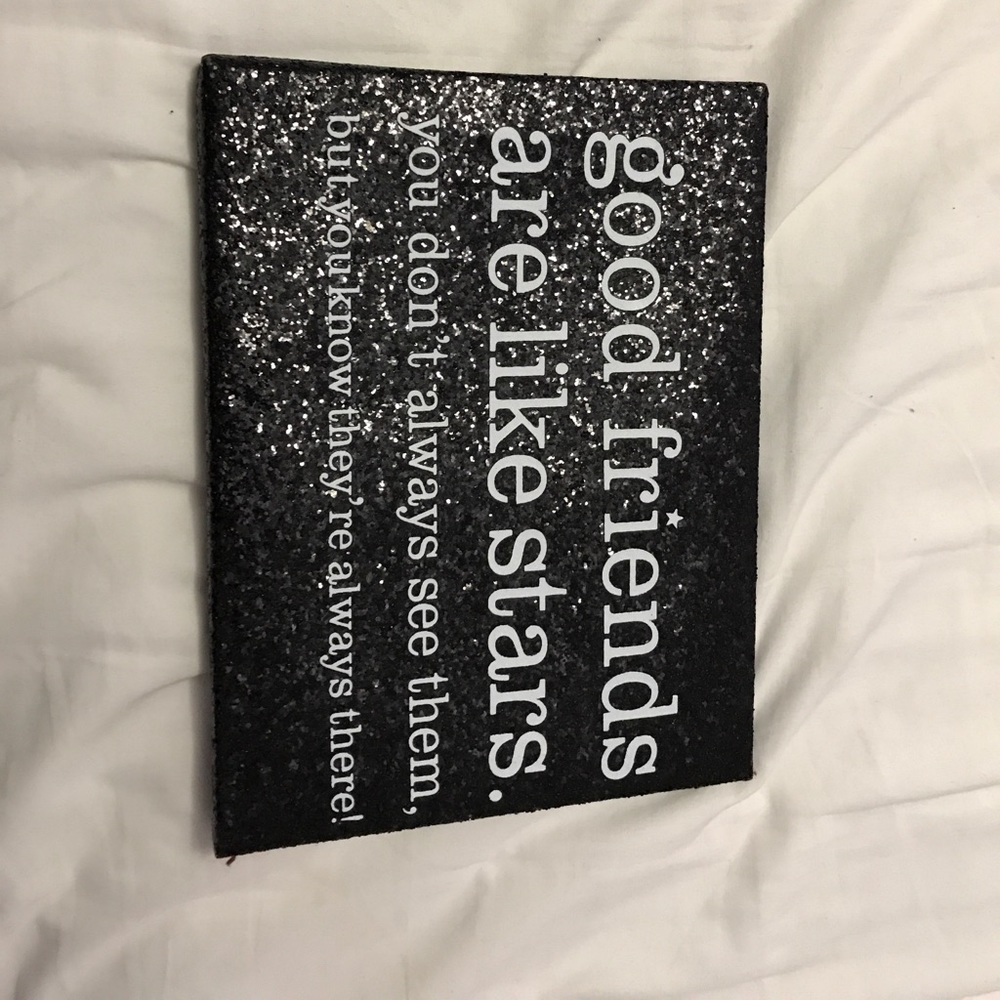 good friends
are like stars.
you don't always see them,
but you know they're always there!